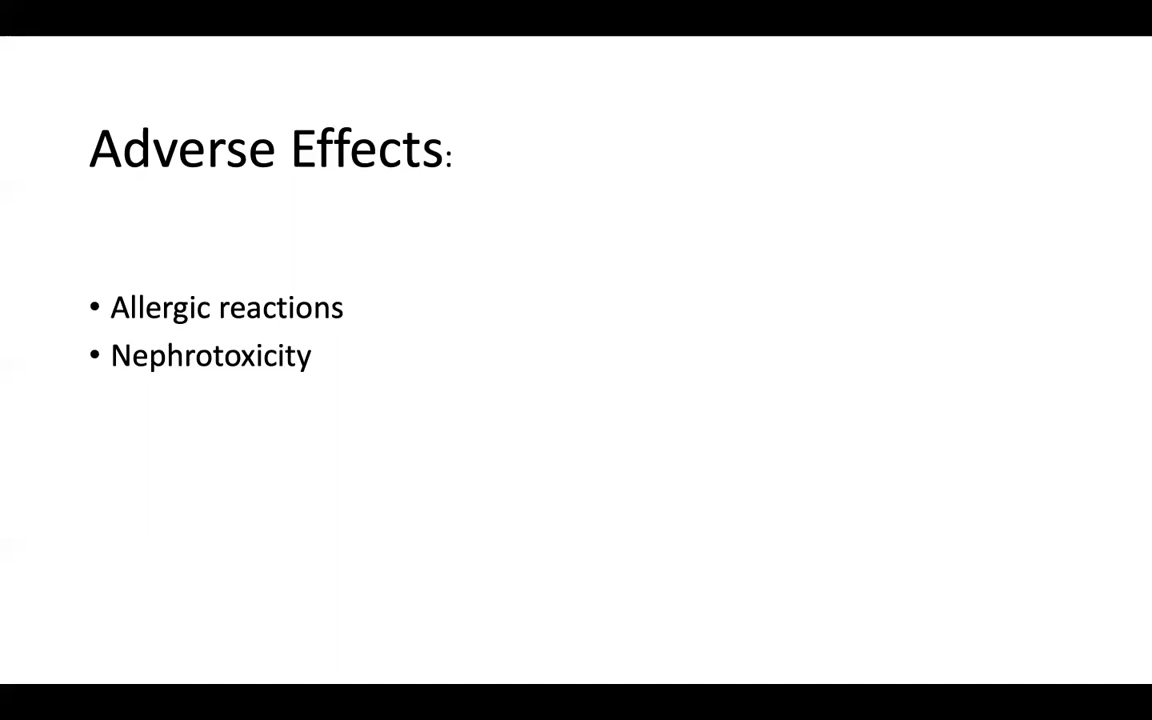 Adverse Effects:
• Allergic reactions
• Nephrotoxicity